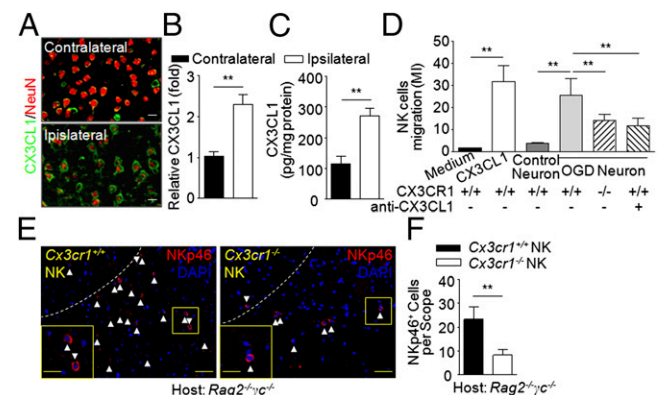 A
CX3CL1/NeuN
Contralateral
Ipislateral
B
Contralateral Ipsilateral
Relative CX3CL1 (fold)
3
2
1
0
**
C
CX3CL1
(pg/mg protein)
400
300
200
100
0
**
D
NK cells
migration (MI)
50
40
30
20
10
0
** ** ** **
Medium
CX3CL1
Control
Neuron
OGD Neuron
CX3CR1 +/+ +/+ +/+ +/+ -/- +/+
anti-CX3CL1 - - - - - +
E
Cx3cr1+/+
NK
NKp46
DAPI
Cx3cr1-/-
NK
NKp46
DAPI
Host: Rag2-/-γc-/-
F
Cx3cr1+/+ NK
Cx3cr1-/- NK
NKp46+ Cells
per Scope
40
30
20
10
0
**
Host: Rag2-/-γc-/-